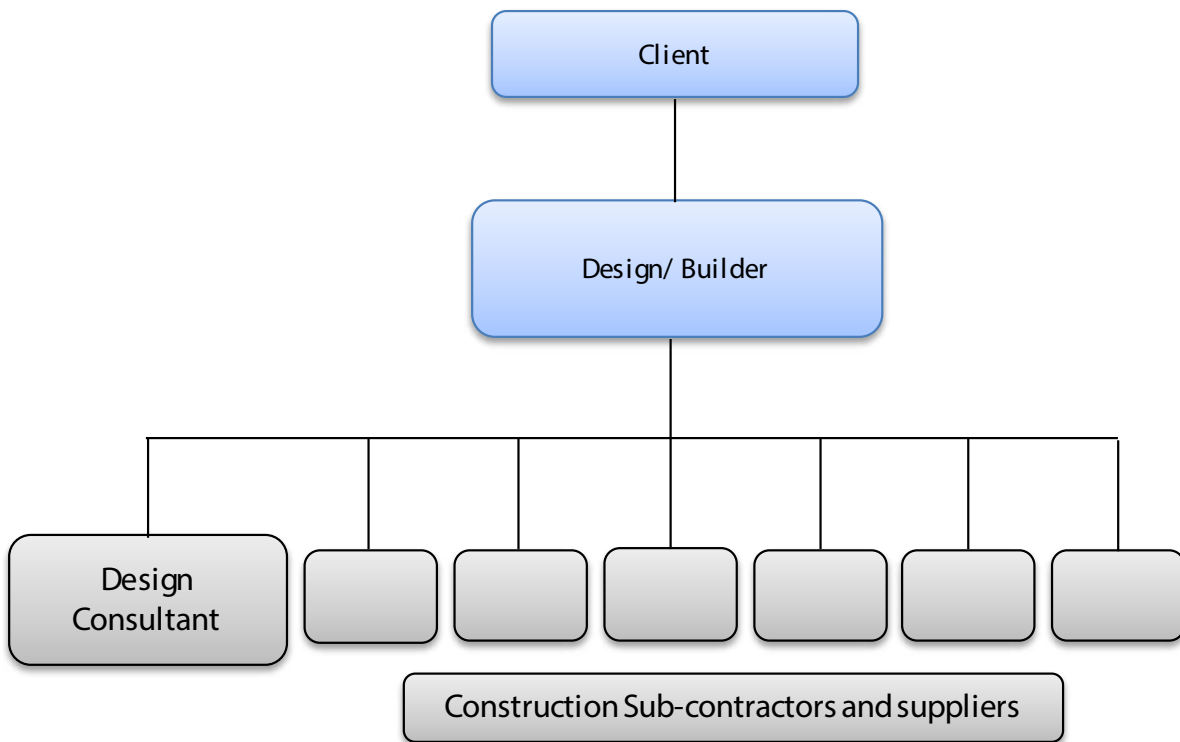 Client
Design/ Builder
Design
Consultant
Construction Sub-contractors and suppliers